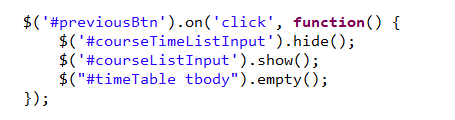 $('#previousBtn').on('click', function() {
    $('#courseTimeListInput').hide();
    $('#courseListInput').show();
    $("#timeTable tbody").empty();
});